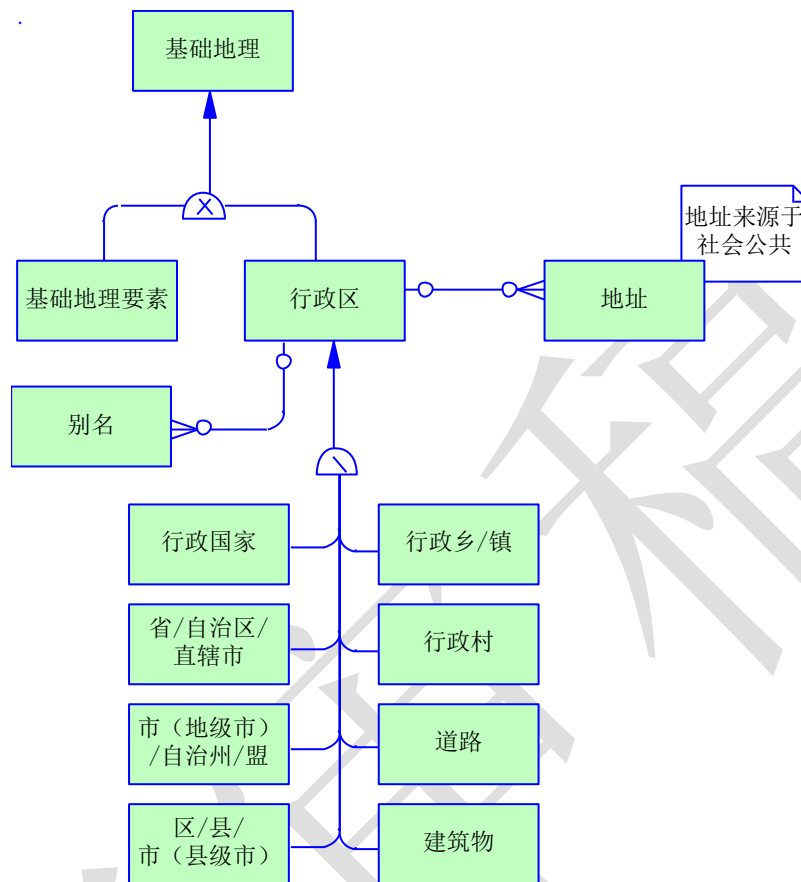 基础地理
地址来源于
社会公共
基础地理要素
行政区
地址
别名
行政国家
行政乡/镇
省/自治区/
直辖市
行政村
市（地级市）
/自治州/盟
道路
区/县/
市（县级市）
建筑物
稿